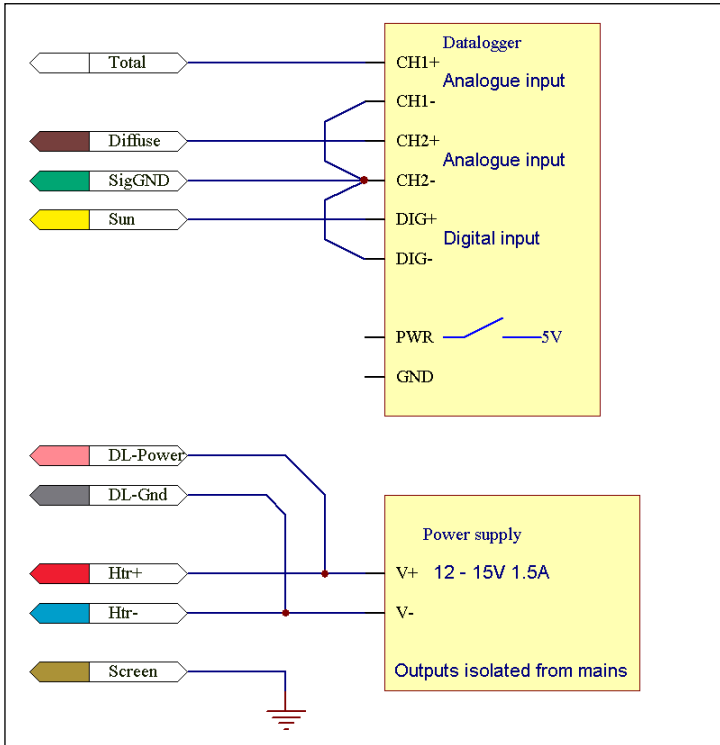 Datalogger
Total
CH1+
Analogue input
CH1-
Diffuse
CH2+
Analogue input
SigGND
CH2-
Sun
DIG+
Digital input
DIG-
PWR
5V
GND
DL-Power
DL-Gnd
Power supply
Htr+
V+
12 - 15V 1.5A
Htr-
V-
Screen
Outputs isolated from mains